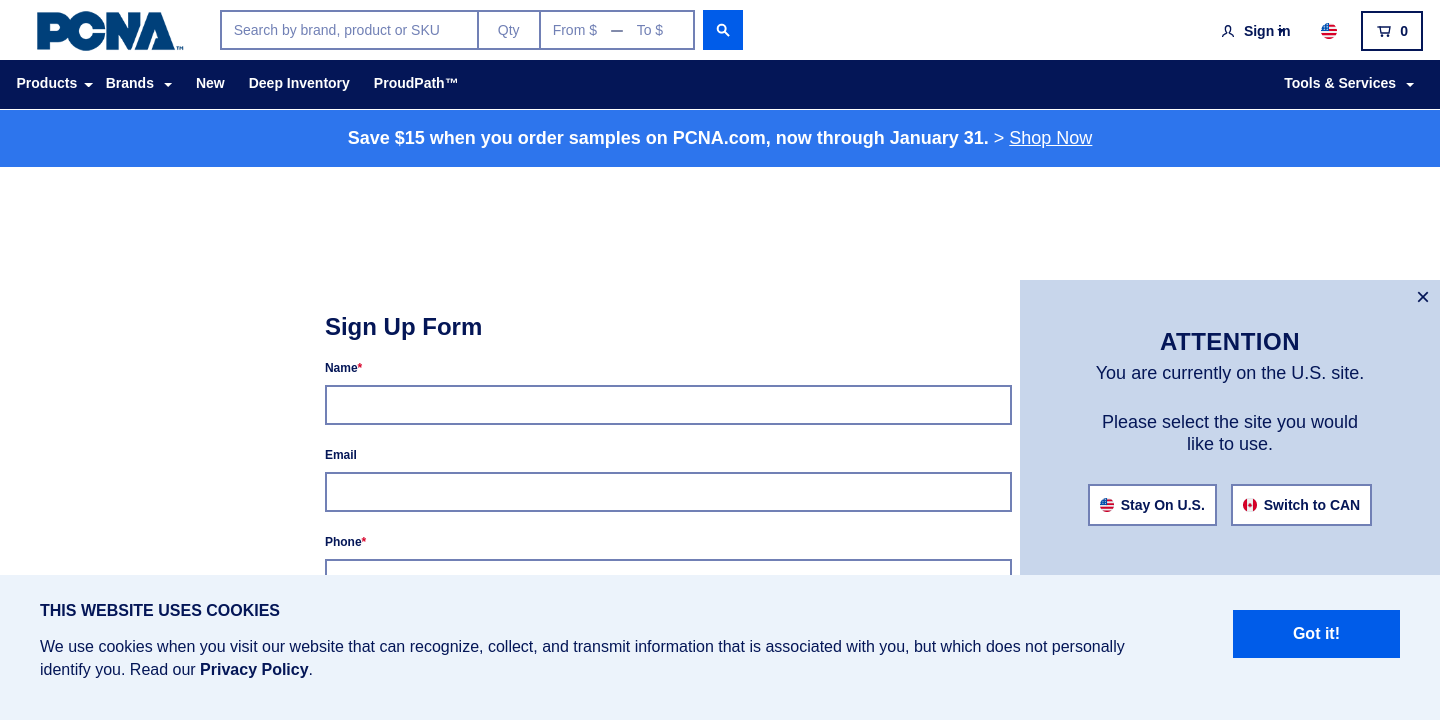 PCNA™
Search by brand, product or SKU
Qty
From $ — To $
Sign in
0
Products
Brands
New
Deep Inventory
ProudPath™
Tools & Services
Save $15 when you order samples on PCNA.com, now through January 31. > Shop Now
Sign Up Form
Name*
Email
Phone*
×
ATTENTION
You are currently on the U.S. site.
Please select the site you would
like to use.
Stay On U.S.
Switch to CAN
THIS WEBSITE USES COOKIES
We use cookies when you visit our website that can recognize, collect, and transmit information that is associated with you, but which does not personally
identify you. Read our Privacy Policy.
Got it!